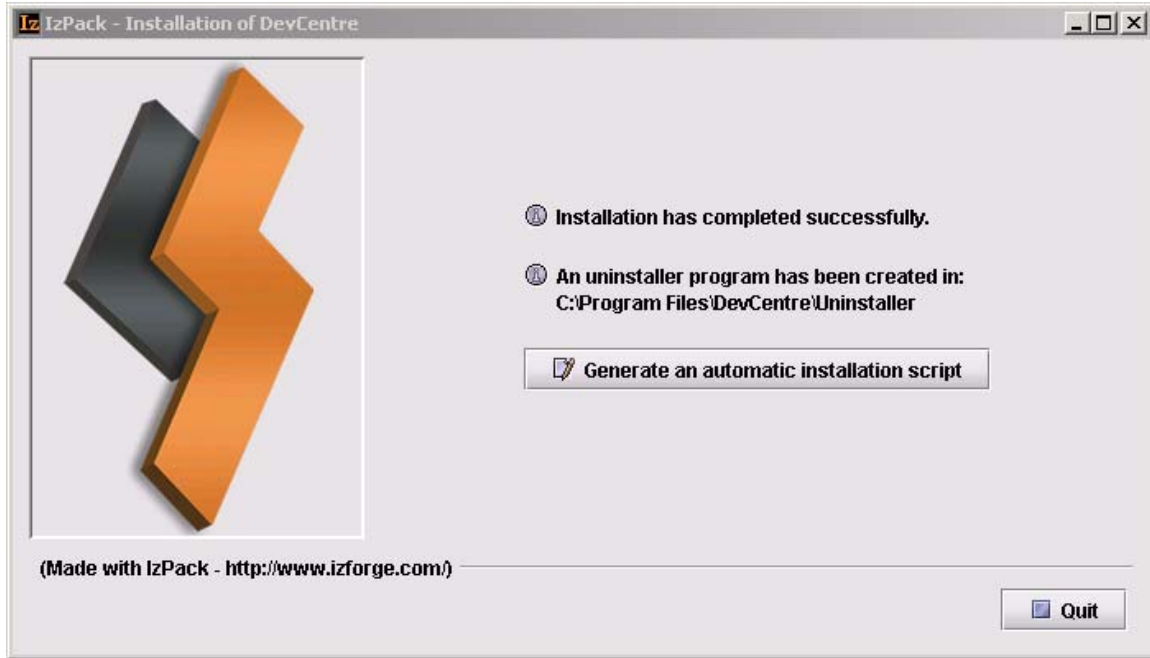 Iz IzPack - Installation of DevCentre
Installation has completed successfully.
An uninstaller program has been created in:
C:\Program Files\DevCentre\Uninstaller
Generate an automatic installation script
(Made with IzPack - http://www.izforge.com/)
Quit